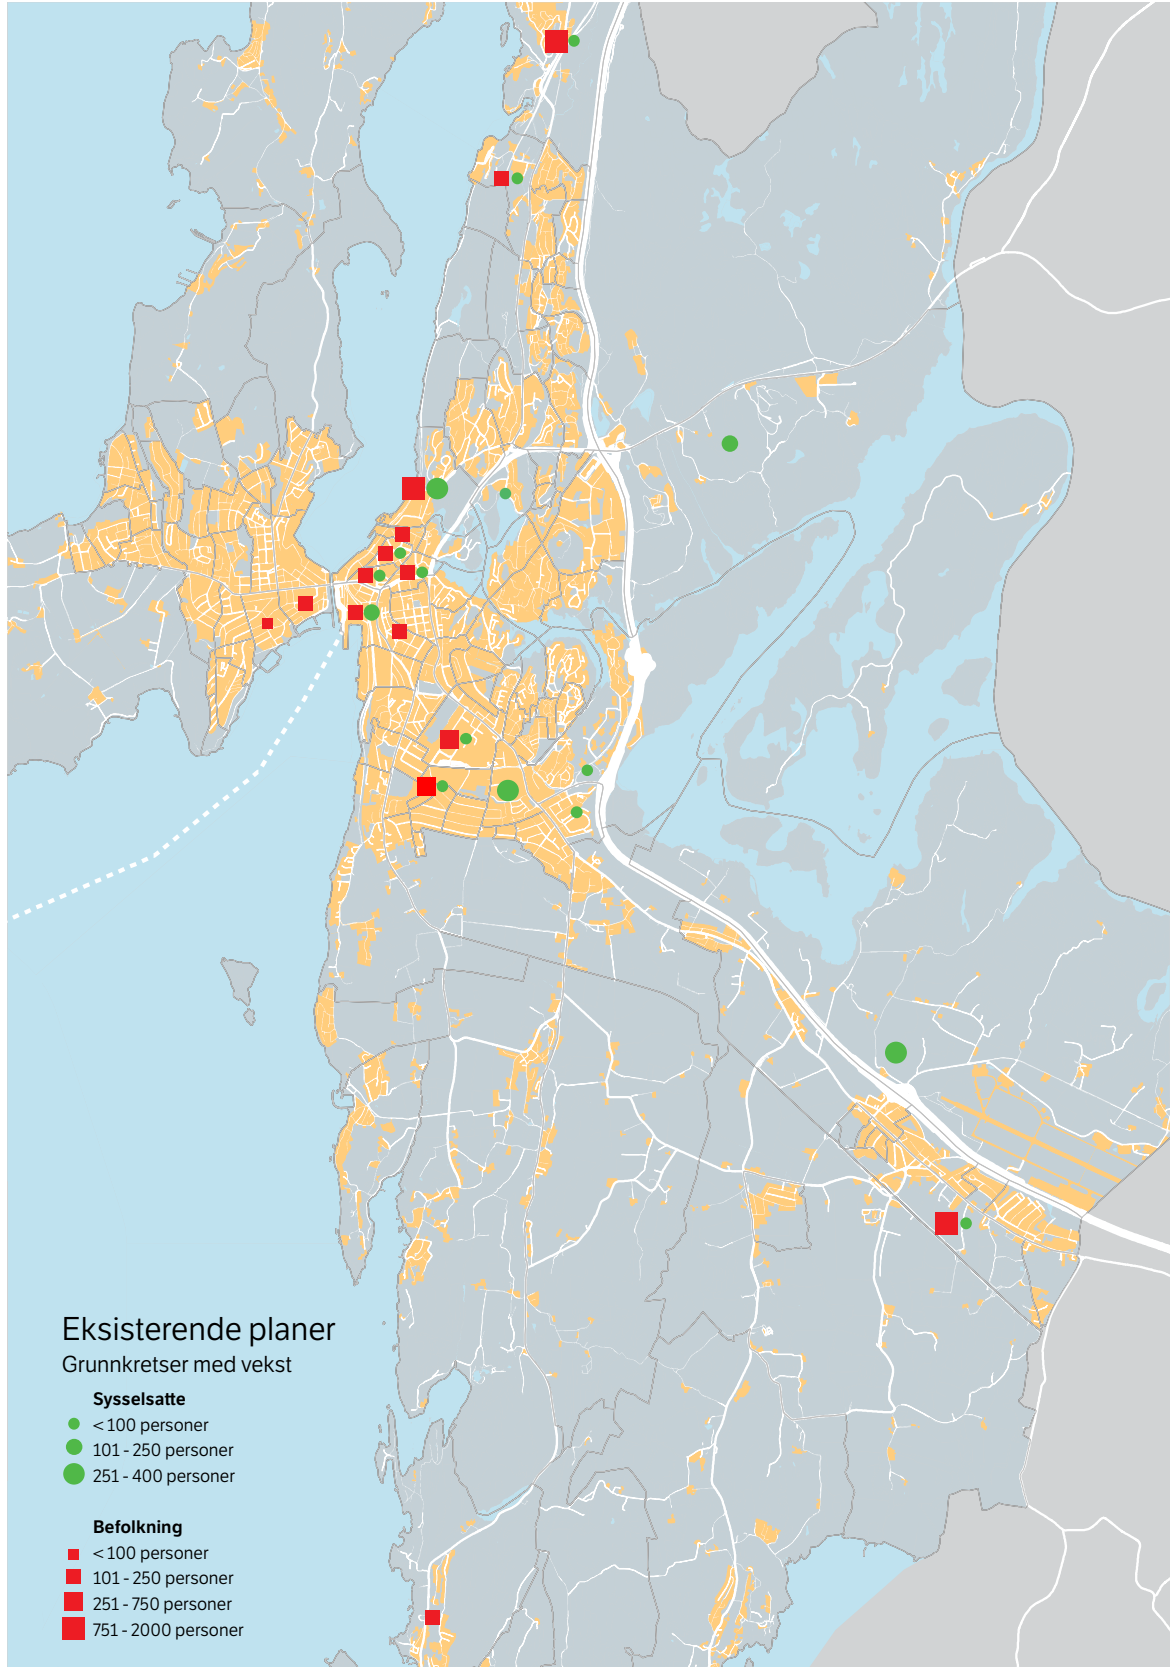 Eksisterende planer
Grunnkretser med vekst
Sysselsatte
<100 personer
101 - 250 personer
251 - 400 personer
Befolkning
<100 personer
101 - 250 personer
251 - 750 personer
751 - 2000 personer